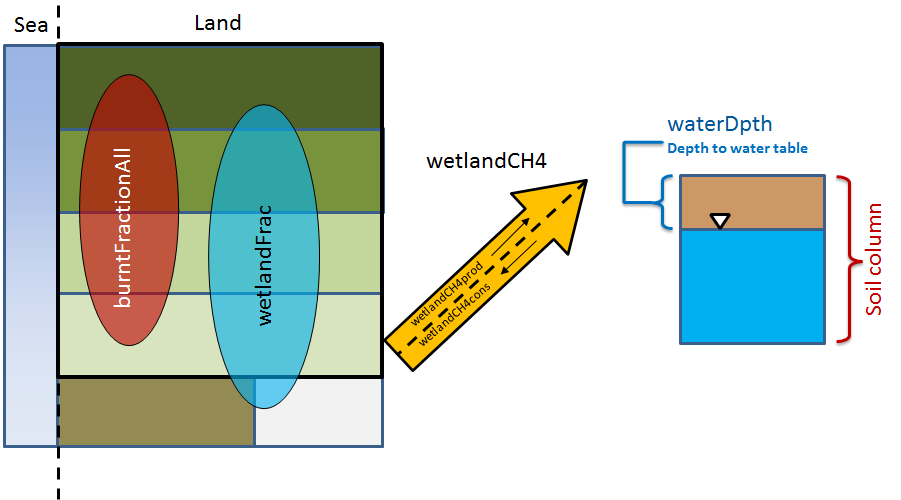 Sea
Land
burntFractionAll
wetlandFrac
wetlandCH4
wetlandCH4prod
wetlandCH4cons
waterDpth
Depth to water table
Soil column